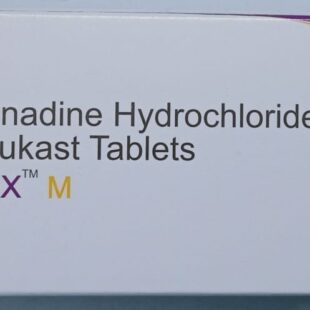 nadine Hydrochloride
ukast Tablets
X™ M